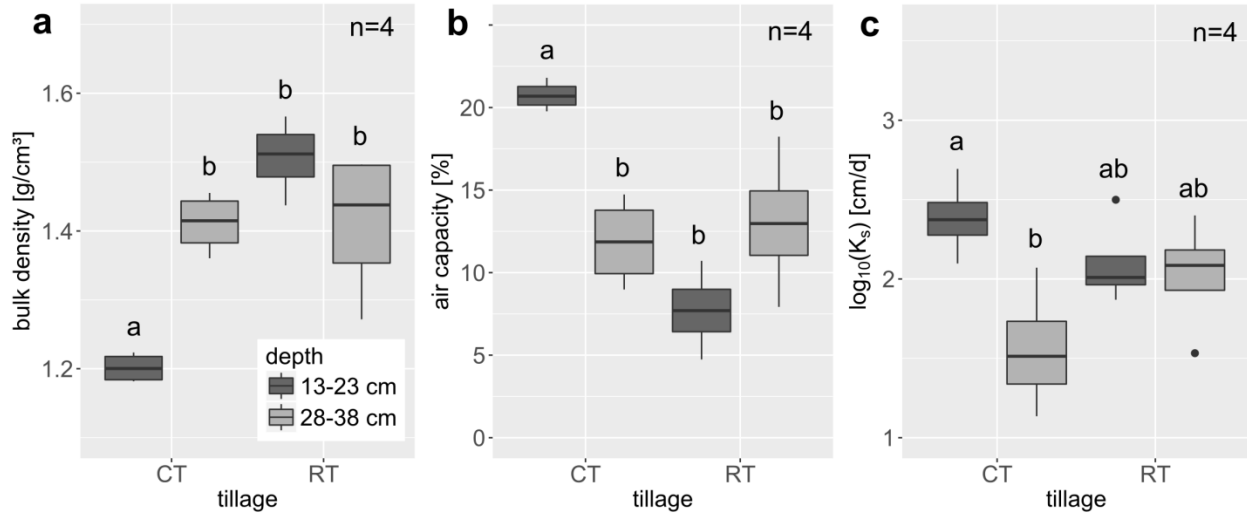 a
n=4
bulk density [g/cm³]
1.6
1.4
1.2
a
b
b
b
depth
13-23 cm
28-38 cm
CT
RT
tillage
b
n=4
air capacity [%]
20
15
10
5
0
a
b
b
b
CT
RT
tillage
c
n=4
log₁₀(Kₛ) [cm/d]
3
2
1
a
b
ab
ab
CT
RT
tillage